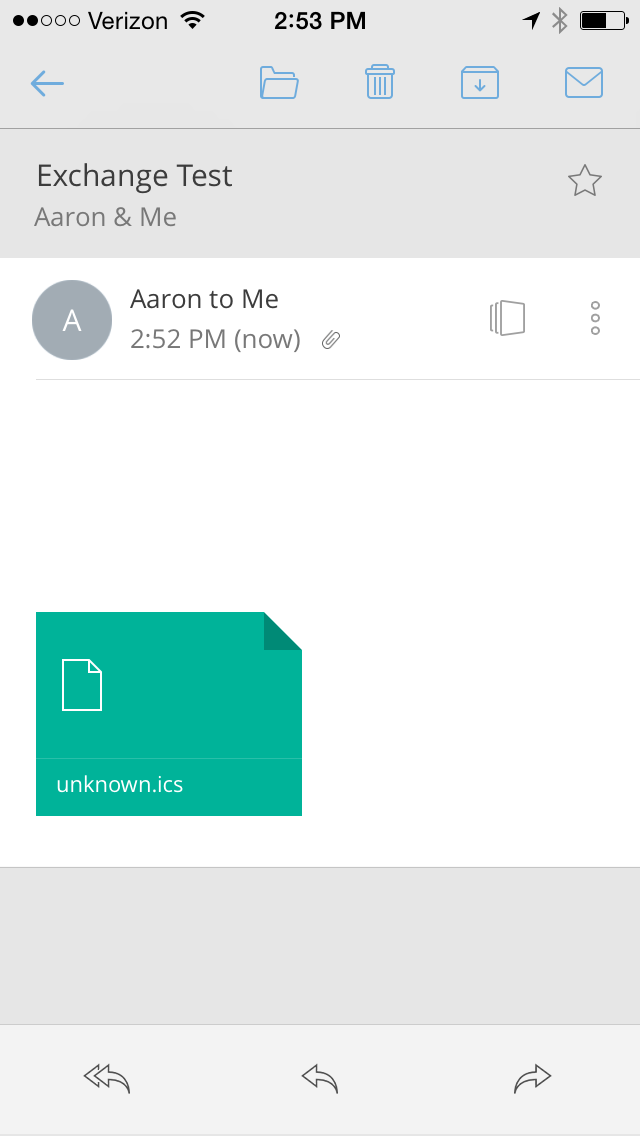 Verizon 2:53 PM
Exchange Test
Aaron & Me
A
Aaron to Me
2:52 PM (now)
unknown.ics